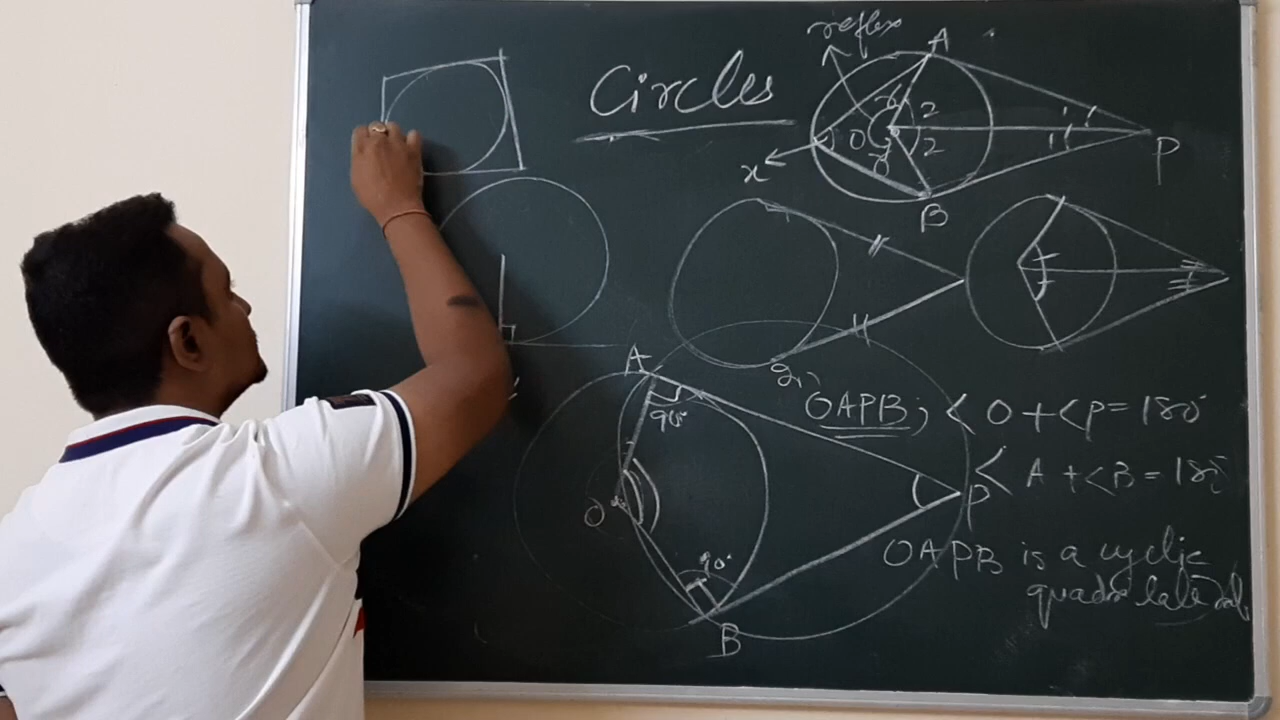 Circles
reflex
A
2
O
2
x
P
B
A
90°
OAPB; < O + < P = 180°
< A + < B = 180°
O
P
90°
OAPB is a cyclic
quadrilateral
B